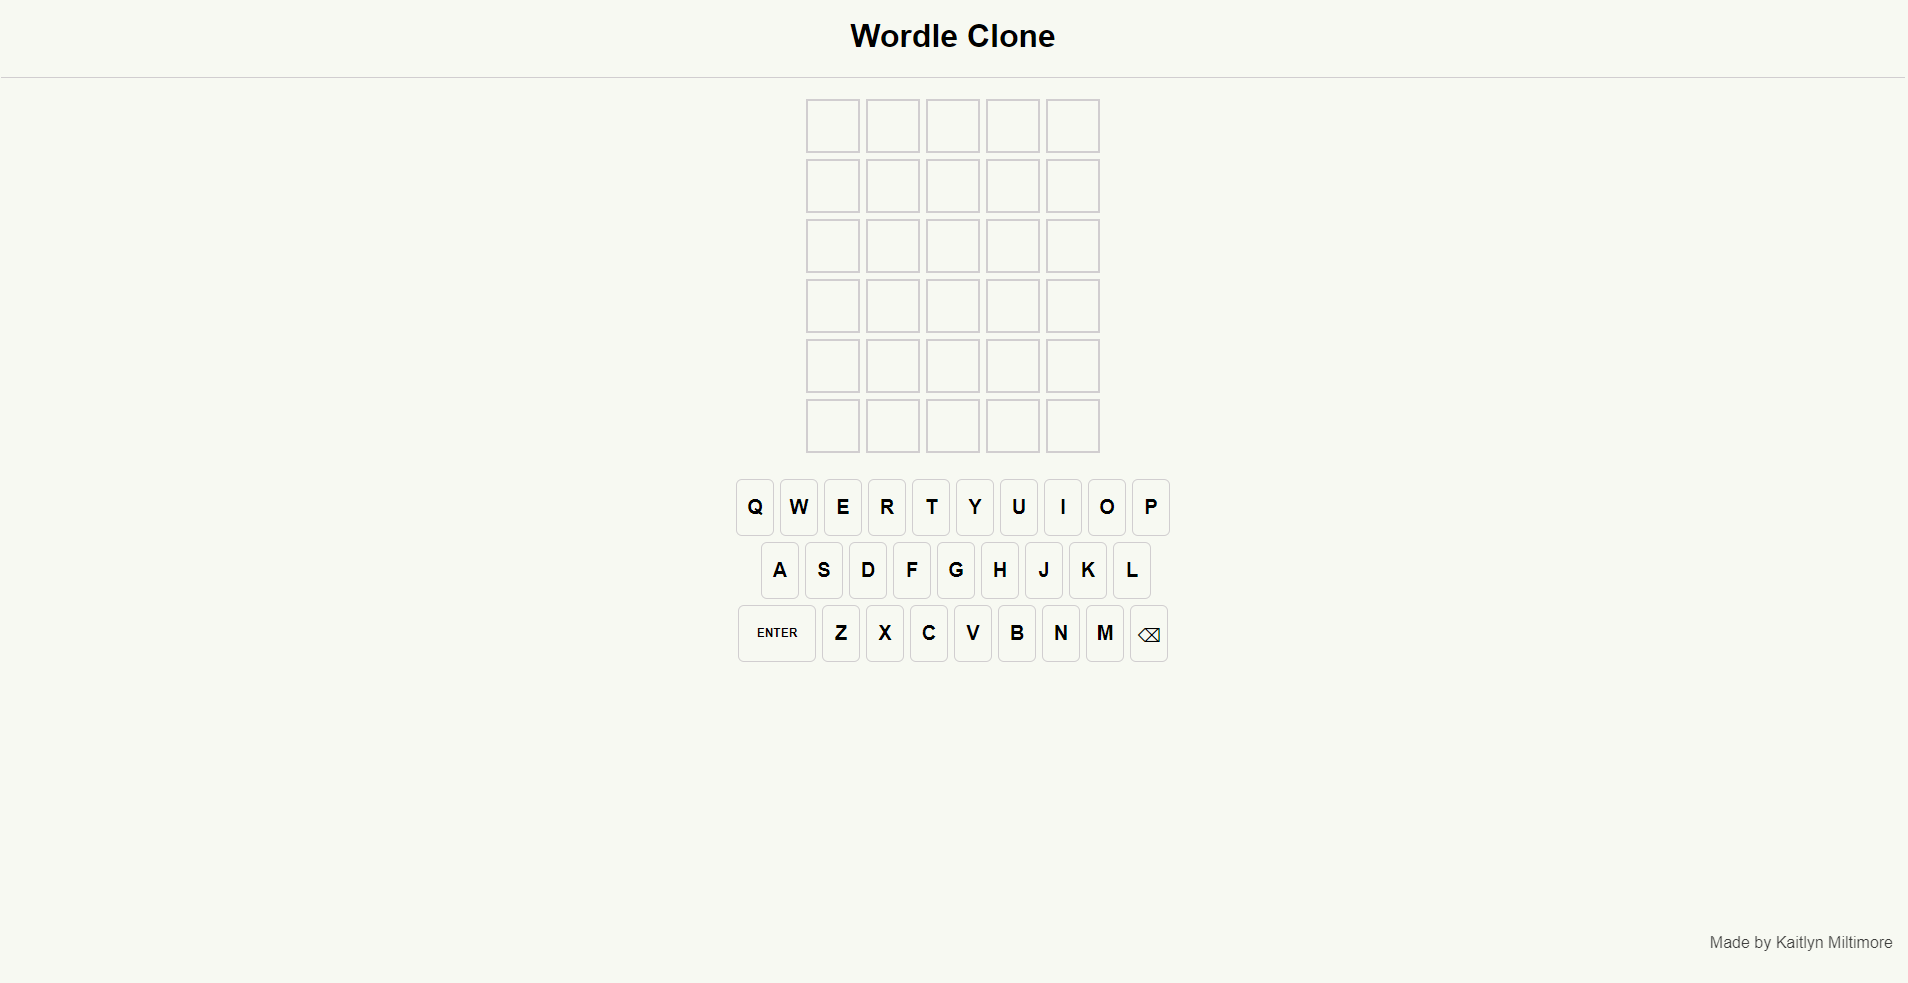 Wordle Clone
Q W E R T Y U I O P
A S D F G H J K L
ENTER Z X C V B N M ⌫
Made by Kaitlyn Miltimore